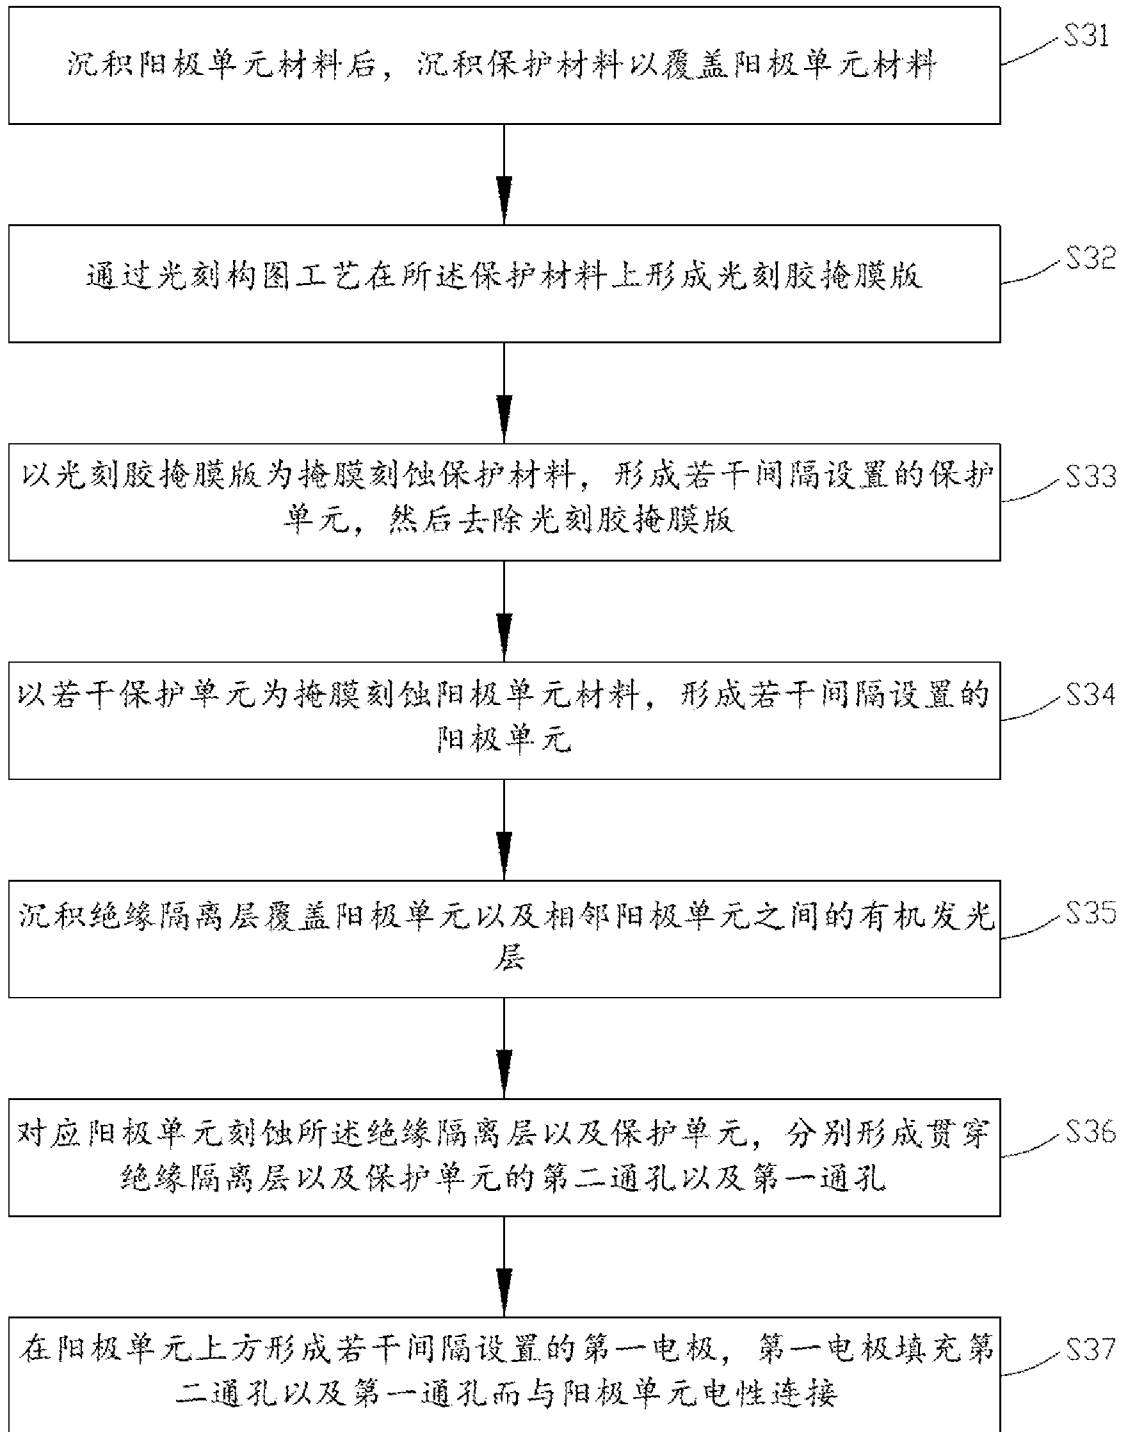 沉积阳极单元材料后，沉积保护材料以覆盖阳极单元材料
S31
通过光刻构图工艺在所述保护材料上形成光刻胶掩膜版
S32
以光刻胶掩膜版为掩膜刻蚀保护材料，形成若干间隔设置的保护
单元，然后去除光刻胶掩膜版
S33
以若干保护单元为掩膜刻蚀阳极单元材料，形成若干间隔设置的
阳极单元
S34
沉积绝缘隔离层覆盖阳极单元以及相邻阳极单元之间的有机发光
层
S35
对应阳极单元刻蚀所述绝缘隔离层以及保护单元，分别形成贯穿
绝缘隔离层以及保护单元的第二通孔以及第一通孔
S36
在阳极单元上方形成若干间隔设置的第一电极，第一电极填充第
二通孔以及第一通孔而与阳极单元电性连接
S37